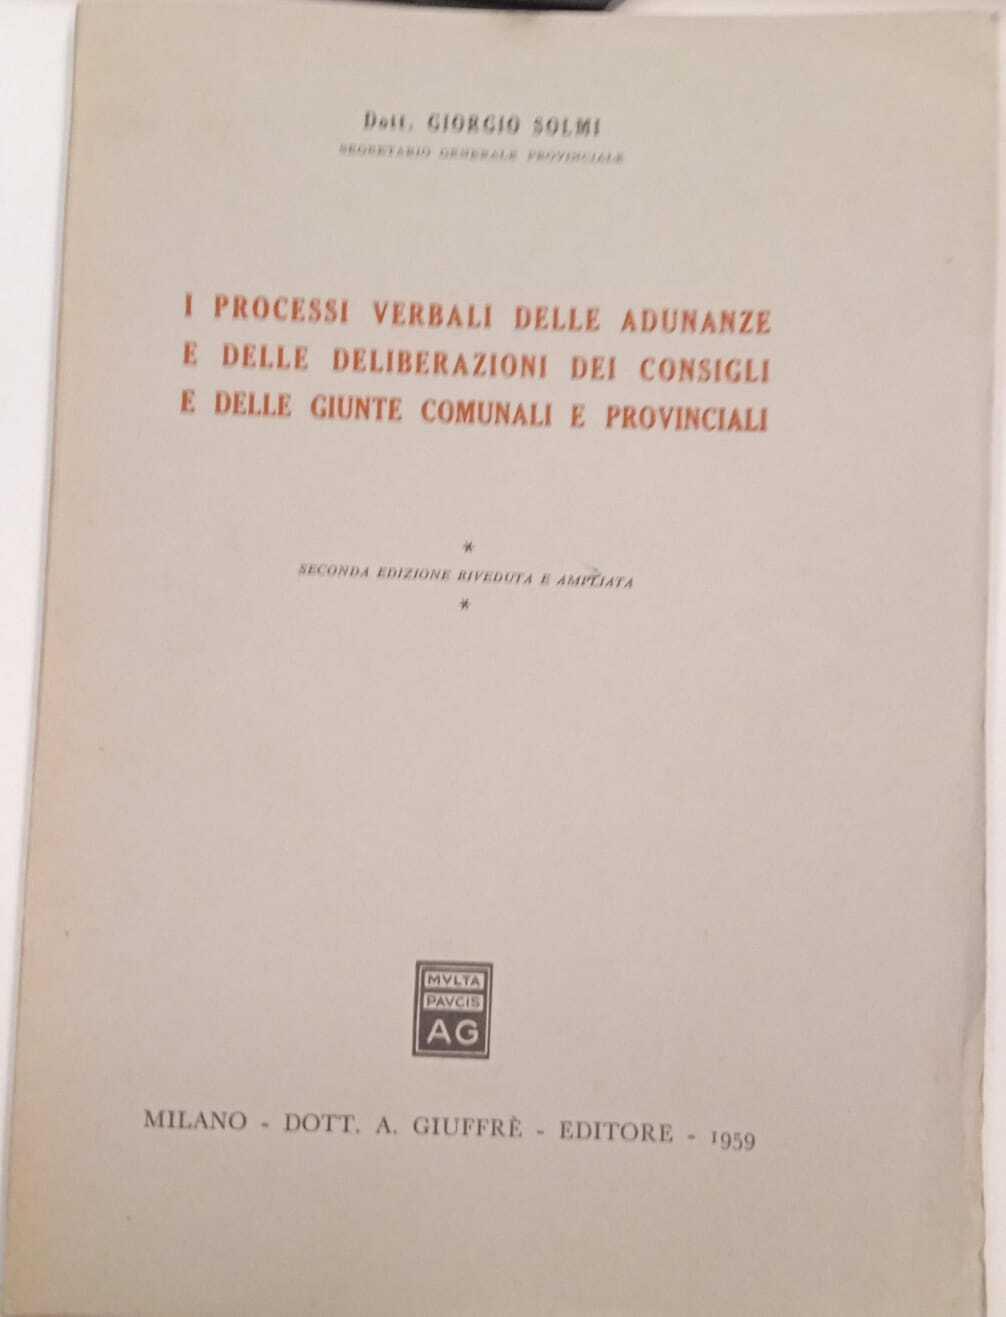 Dott. GIORGIO SOLMI
SEGRETARIO GENERALE PROVINCIALE
I PROCESSI VERBALI DELLE ADUNANZE
E DELLE DELIBERAZIONI DEI CONSIGLI
E DELLE GIUNTE COMUNALI E PROVINCIALI
*
SECONDA EDIZIONE RIVEDUTA E AMPLIATA
*
MVLTA
PAVCIS
AG
MILANO - DOTT. A. GIUFFRÈ - EDITORE - 1959